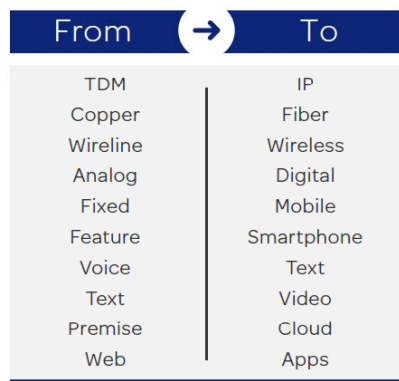 From → To
TDM IP
Copper Fiber
Wireline Wireless
Analog Digital
Fixed Mobile
Feature Smartphone
Voice Text
Text Video
Premise Cloud
Web Apps